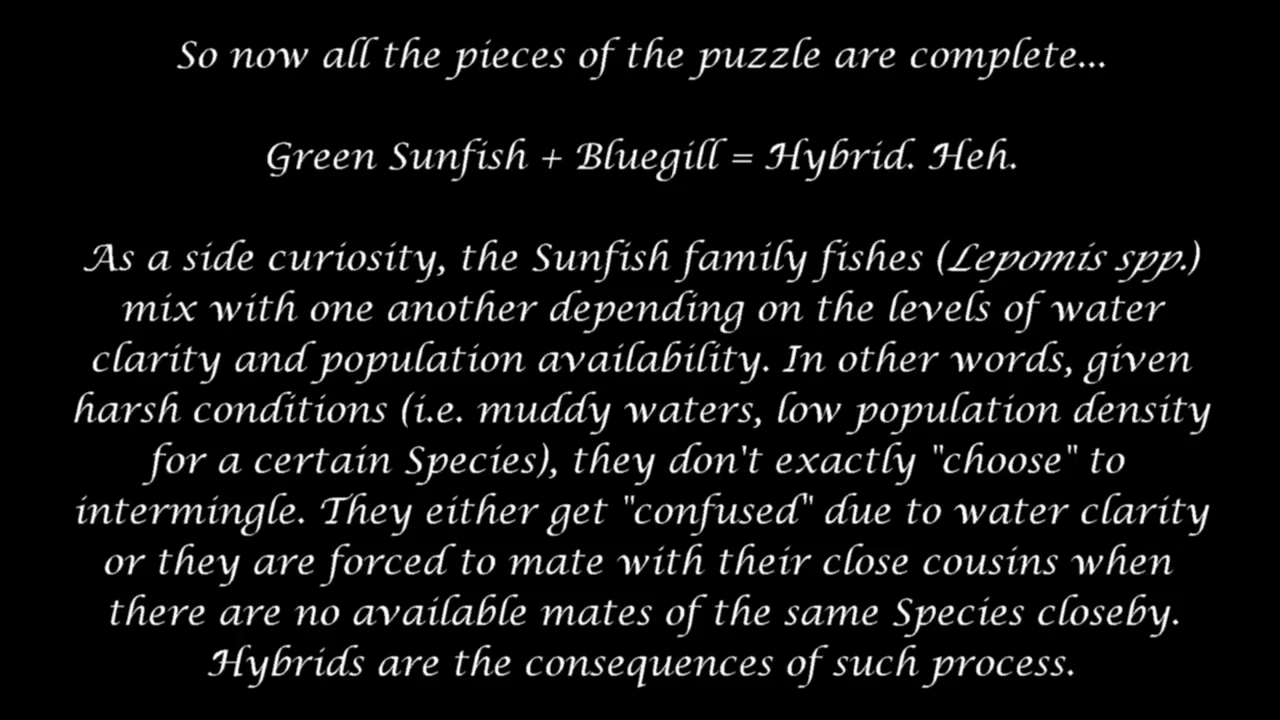 So now all the pieces of the puzzle are complete...
Green Sunfish + Bluegill = Hybrid. Heh.
As a side curiosity, the Sunfish family fishes (Lepomis spp.)
mix with one another depending on the levels of water
clarity and population availability. In other words, given
harsh conditions (i.e. muddy waters, low population density
for a certain Species), they don't exactly "choose" to
intermingle. They either get "confused" due to water clarity
or they are forced to mate with their close cousins when
there are no available mates of the same Species closeby.
Hybrids are the consequences of such process.